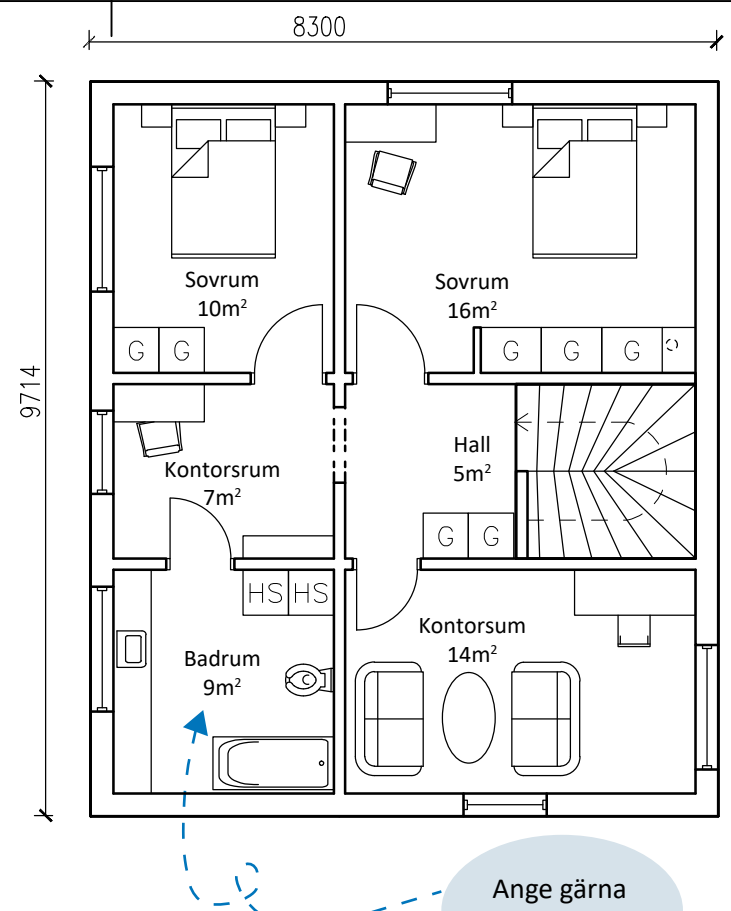 8300
9714
Sovrum
10m²
Sovrum
16m²
G G
G G G
Kontorsrum
7m²
Hall
5m²
G G
HS HS
Badrum
9m²
Kontorsum
14m²
Ange gärna